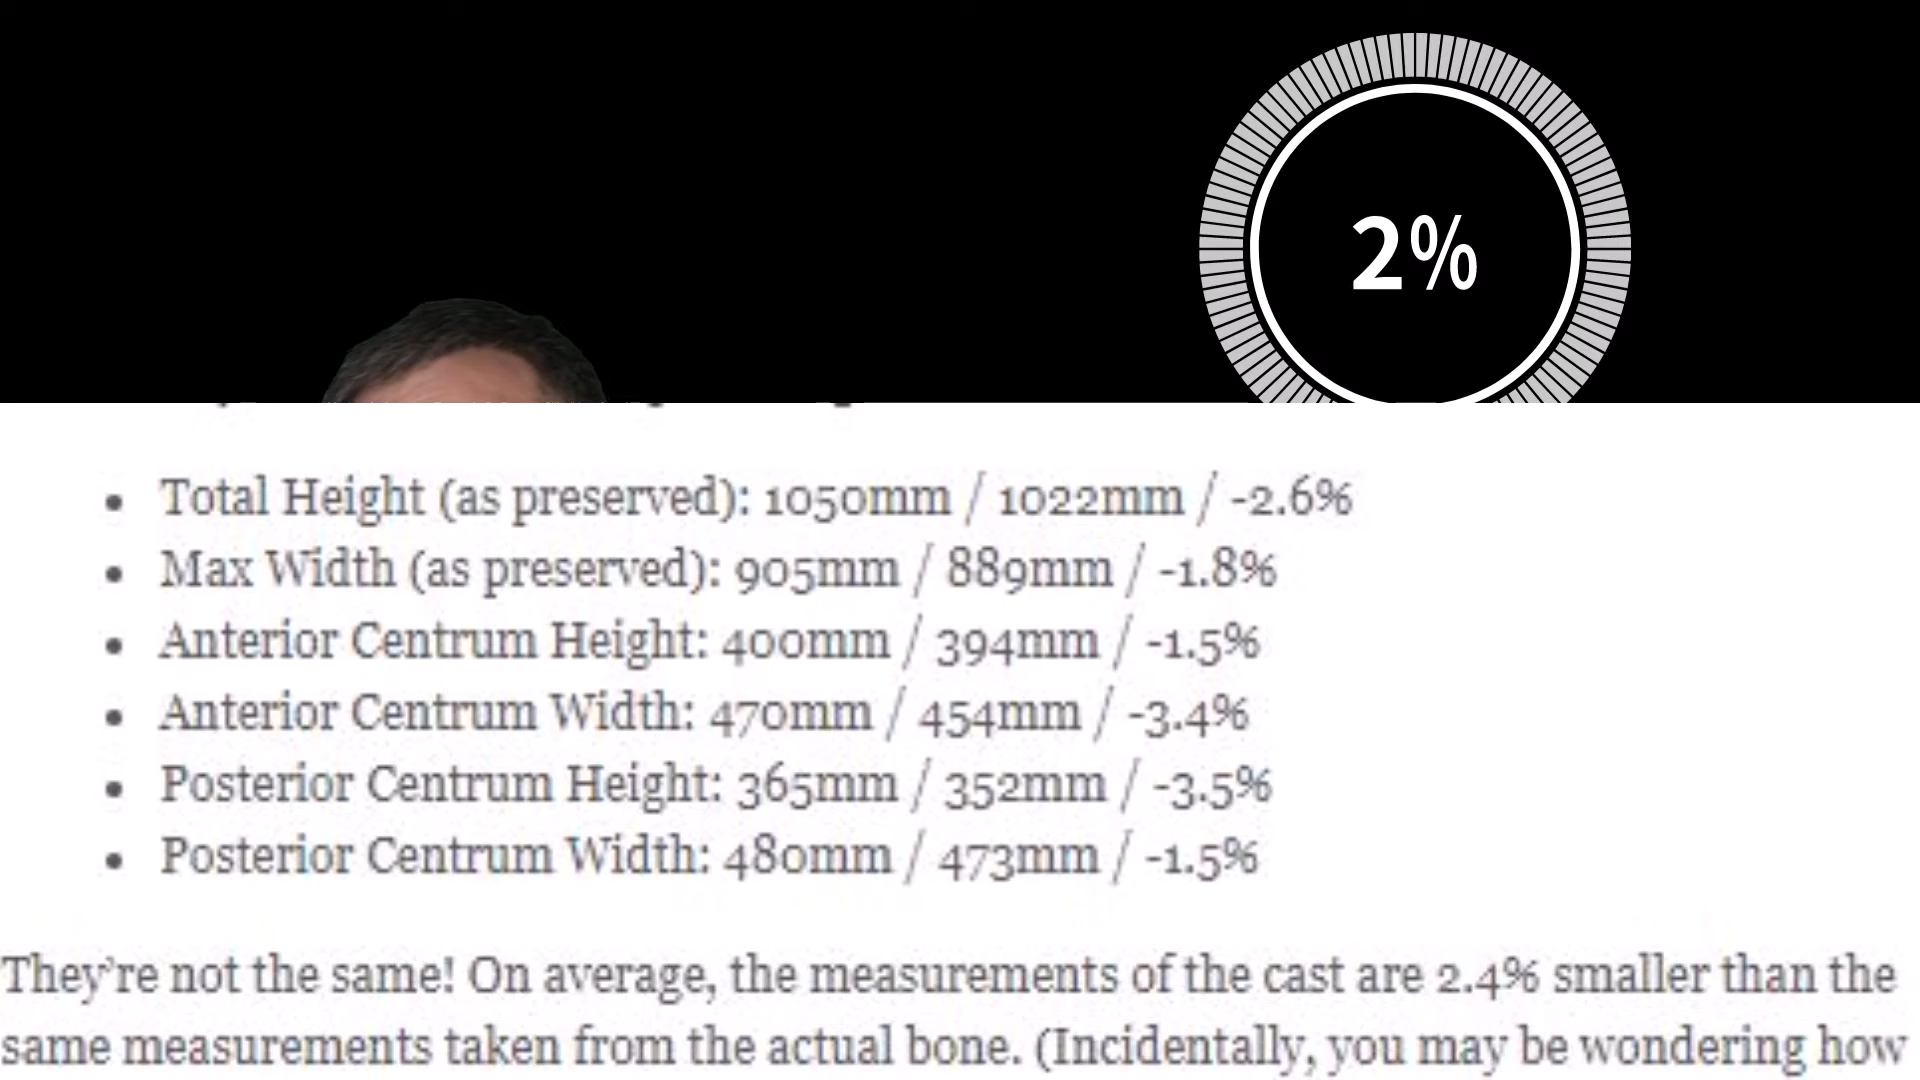 2%
• Total Height (as preserved): 1050mm / 1022mm / -2.6%
• Max Width (as preserved): 905mm / 889mm / -1.8%
• Anterior Centrum Height: 400mm / 394mm / -1.5%
• Anterior Centrum Width: 470mm / 454mm / -3.4%
• Posterior Centrum Height: 365mm / 352mm / -3.5%
• Posterior Centrum Width: 480mm / 473mm / -1.5%
They’re not the same! On average, the measurements of the cast are 2.4% smaller than the
same measurements taken from the actual bone. (Incidentally, you may be wondering how